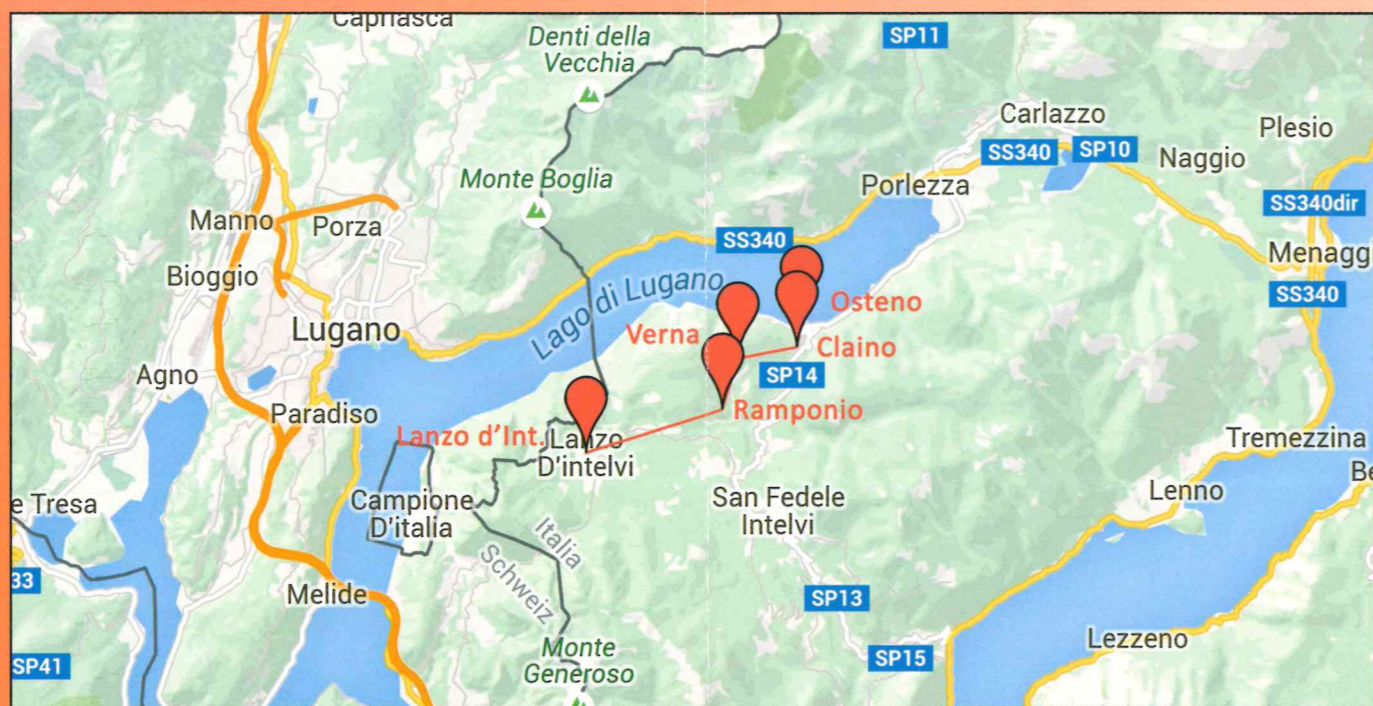 Capriasca
Denti della
Vecchia
SP11
Carlazzo
Plesio
SS340
SP10
Naggio
Monte Boglia
Porlezza
SS340dir
Manno
Porza
SS340
Menaggi
Bioggio
Lago di Lugano
Osteno
SS340
Lugano
Verna
Claino
Agno
SP14
Paradiso
Ramponio
Lanzo d'Int.
Lanzo
D'intelvi
Tremezzina
Be
e Tresa
Campione
D'italia
San Fedele
Intelvi
Lenno
Italia
Schweiz
33
Melide
SP13
Lezzeno
SP41
Monte
Generoso
SP15